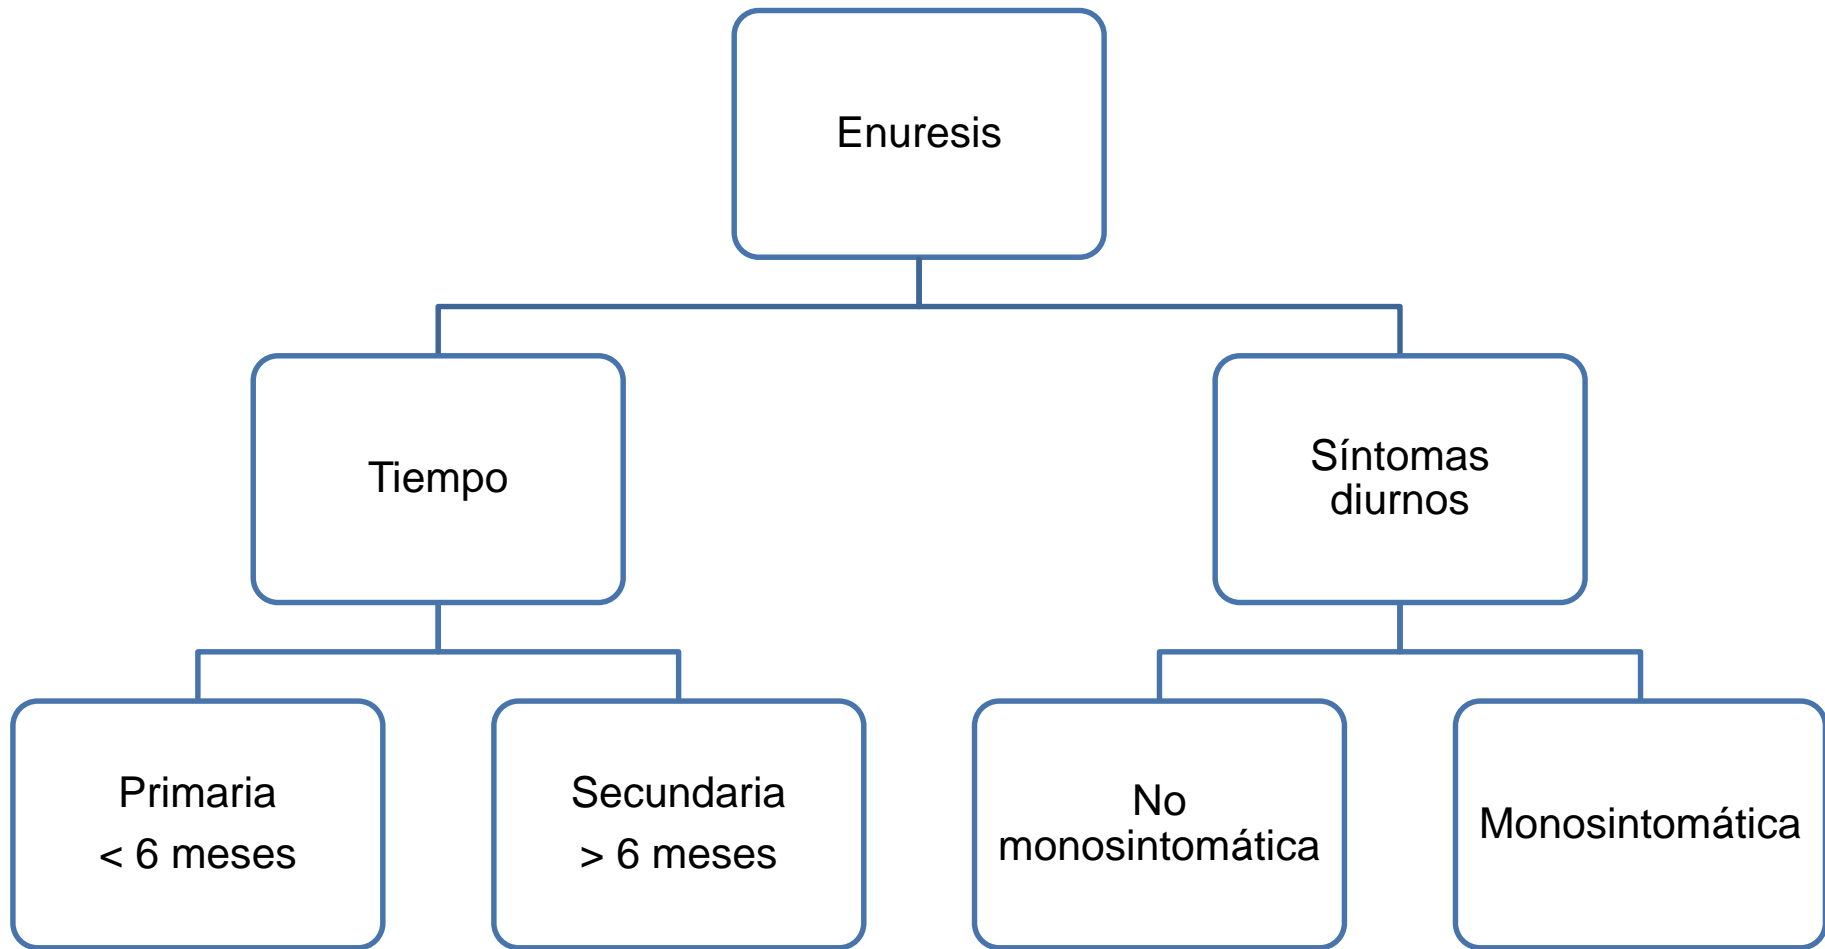 Enuresis
Tiempo
Síntomas
diurnos
Primaria
< 6 meses
Secundaria
> 6 meses
No
monosintomática
Monosintomática